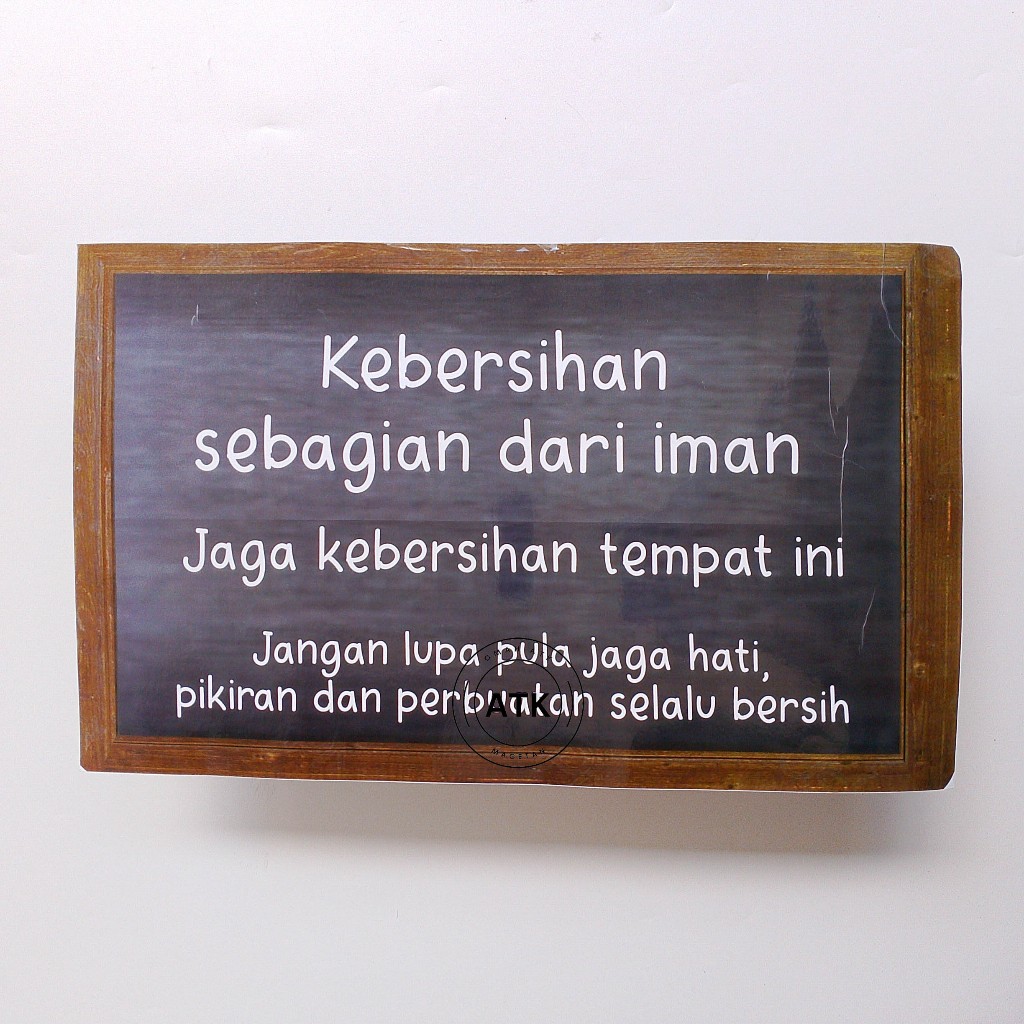 Kebersihan
sebagian dari iman
Jaga kebersihan tempat ini
Jangan lupa pula jaga hati,
pikiran dan perbuatan selalu bersih
ATK
MAGETAN